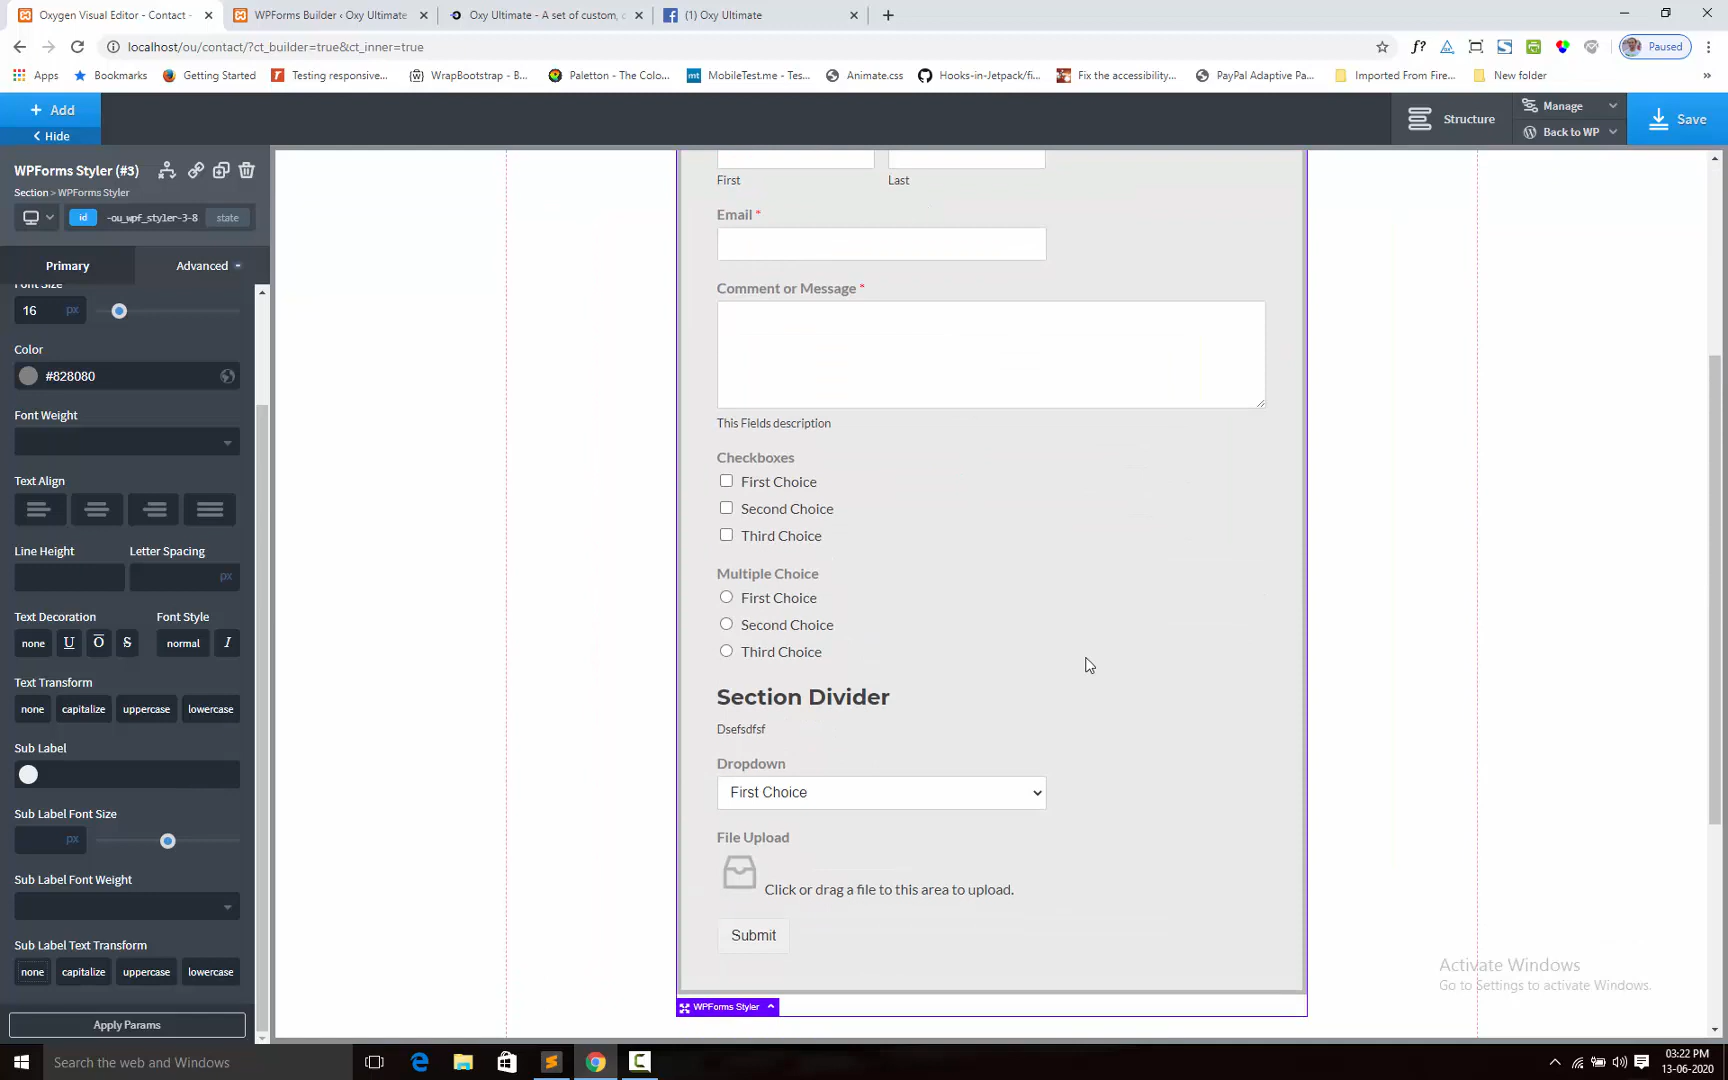 Oxygen Visual Editor - Contact -
WPForms Builder ‹ Oxy Ultimate
Oxy Ultimate - A set of custom, c
(1) Oxy Ultimate
localhost/ou/contact/?ct_builder=true&ct_inner=true
f?
Paused
Apps
Bookmarks
Getting Started
Testing responsive...
WrapBootstrap - B...
Paletton - The Colo...
MobileTest.me - Tes...
Animate.css
Hooks-in-Jetpack/fi...
Fix the accessibility...
PayPal Adaptive Pa...
Imported From Fire...
New folder
+ Add
Hide
Structure
Manage
Back to WP
Save
WPForms Styler (#3)
Section > WPForms Styler
id
-ou_wpf_styler-3-8
state
Primary
Advanced
Font Size
16 px
Color
#828080
Font Weight
Text Align
Line Height
Letter Spacing
px
Text Decoration
Font Style
none U O S
normal I
Text Transform
none capitalize uppercase lowercase
Sub Label
Sub Label Font Size
px
Sub Label Font Weight
Sub Label Text Transform
none capitalize uppercase lowercase
Apply Params
First
Last
Email *
Comment or Message *
This Fields description
Checkboxes
First Choice
Second Choice
Third Choice
Multiple Choice
First Choice
Second Choice
Third Choice
Section Divider
Dsefsdfsf
Dropdown
First Choice
File Upload
Click or drag a file to this area to upload.
Submit
WPForms Styler
Activate Windows
Go to Settings to activate Windows.
Search the web and Windows
03:22 PM
13-06-2020